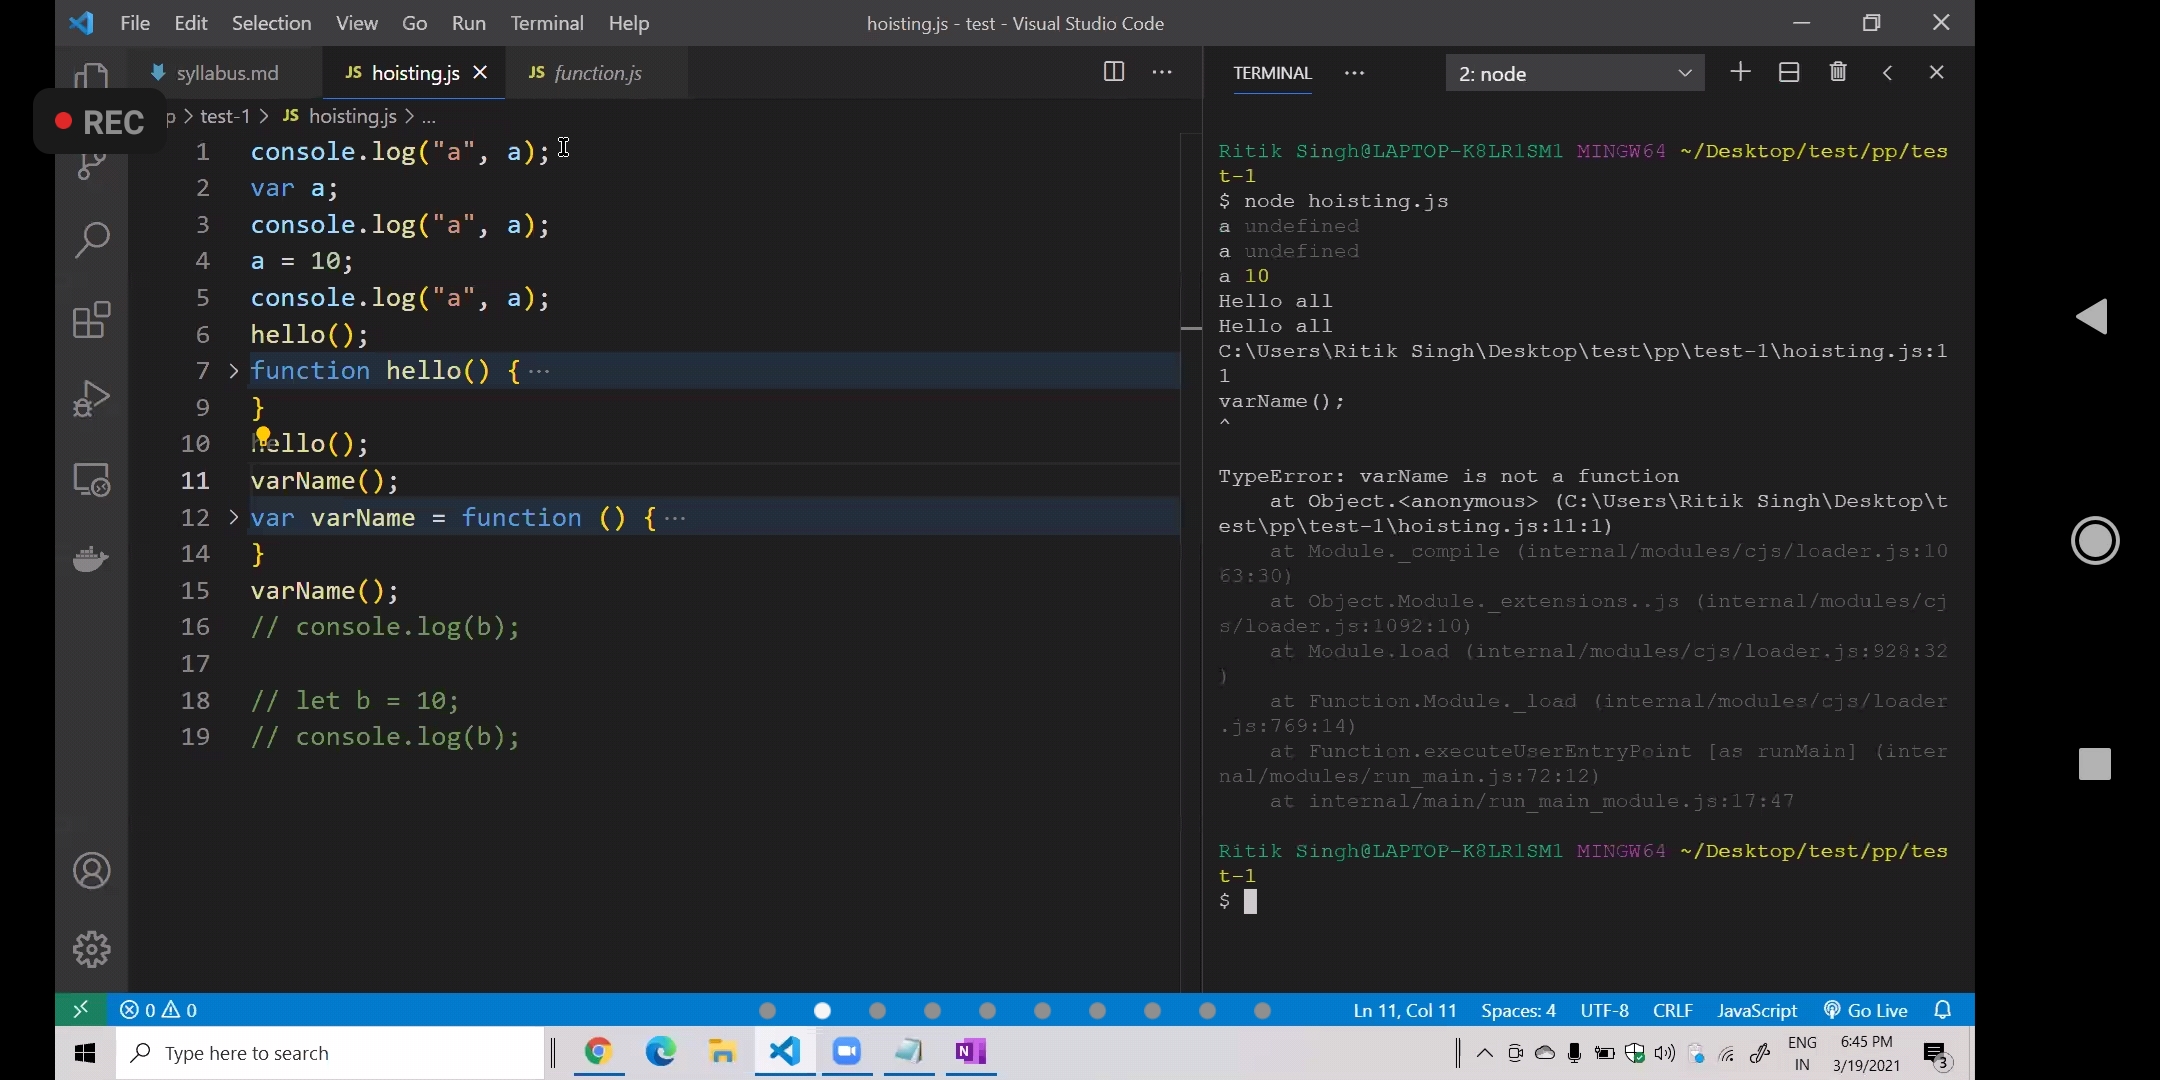 File Edit Selection View Go Run Terminal Help
hoisting.js - test - Visual Studio Code
syllabus.md
JS hoisting.js
JS function.js
REC
p > test-1 > JS hoisting.js > ...
1 console.log("a", a);
2 var a;
3 console.log("a", a);
4 a = 10;
5 console.log("a", a);
6 hello();
7 function hello() { ...
9 }
10 hello();
11 varName();
12 var varName = function () { ...
14 }
15 varName();
16 // console.log(b);
17
18 // let b = 10;
19 // console.log(b);
TERMINAL ... 2: node
Ritik Singh@LAPTOP-K8LR1SM1 MINGW64 ~/Desktop/test/pp/tes
t-1
$ node hoisting.js
a undefined
a undefined
a 10
Hello all
Hello all
C:\Users\Ritik Singh\Desktop\test\pp\test-1\hoisting.js:1
1
varName();
^
TypeError: varName is not a function
at Object.<anonymous> (C:\Users\Ritik Singh\Desktop\t
est\pp\test-1\hoisting.js:11:1)
at Module._compile (internal/modules/cjs/loader.js:10
63:30)
at Object.Module._extensions..js (internal/modules/cj
s/loader.js:1092:10)
at Module.load (internal/modules/cjs/loader.js:928:32
)
at Function.Module._load (internal/modules/cjs/loader
.js:769:14)
at Function.executeUserEntryPoint [as runMain] (inter
nal/modules/run_main.js:72:12)
at internal/main/run_main_module.js:17:47
Ritik Singh@LAPTOP-K8LR1SM1 MINGW64 ~/Desktop/test/pp/tes
t-1
$
0 0
Ln 11, Col 11 Spaces: 4 UTF-8 CRLF JavaScript Go Live
Type here to search
N
ENG
IN
6:45 PM
3/19/2021
3